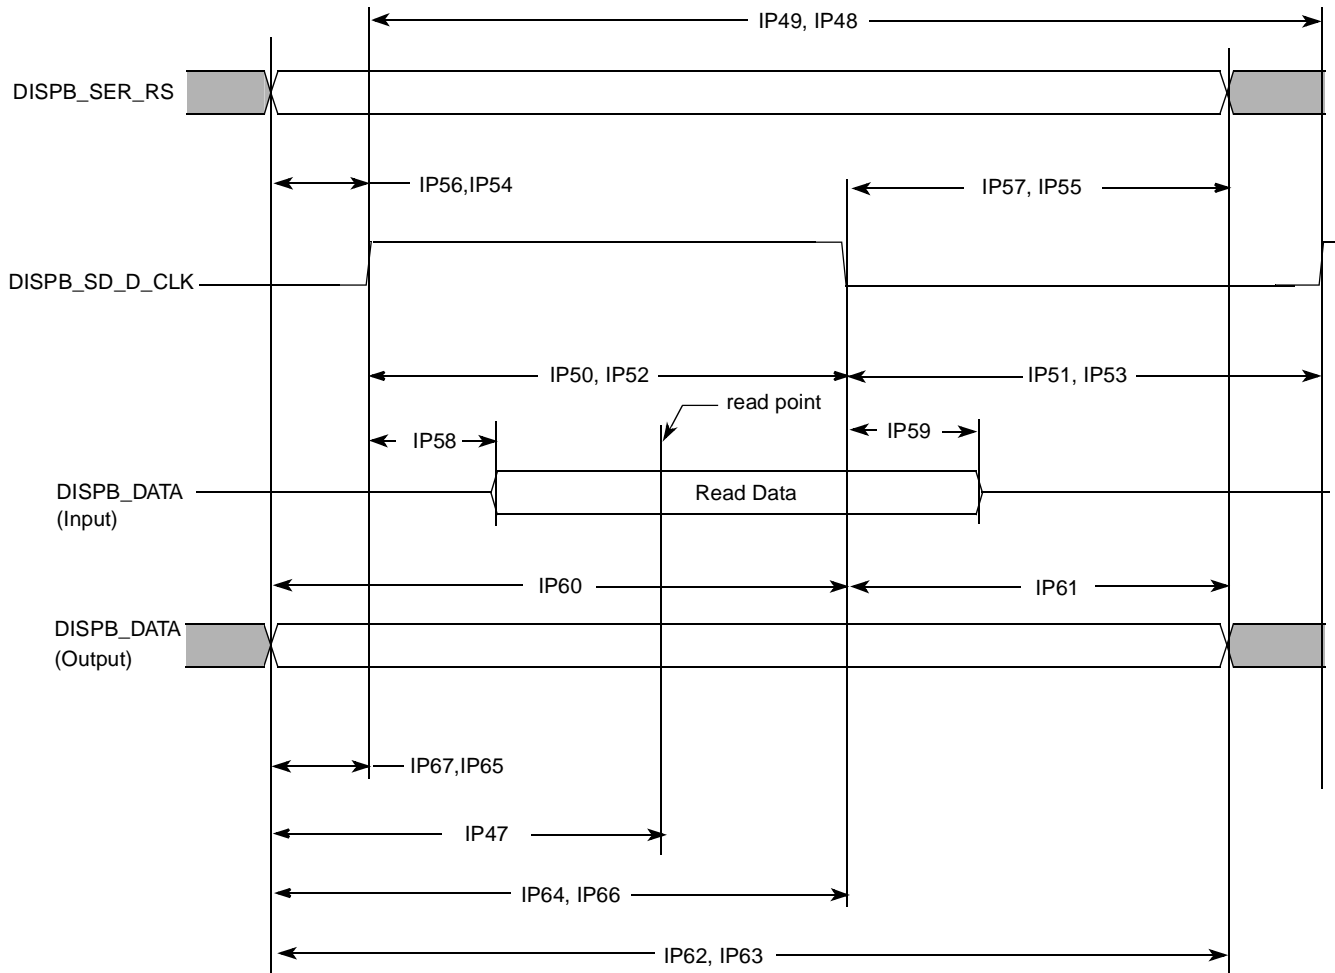 IP49, IP48
DISPB_SER_RS
IP56,IP54
IP57, IP55
DISPB_SD_D_CLK
IP50, IP52
IP51, IP53
read point
IP58
IP59
DISPB_DATA
(Input)
Read Data
IP60
IP61
DISPB_DATA
(Output)
IP67,IP65
IP47
IP64, IP66
IP62, IP63